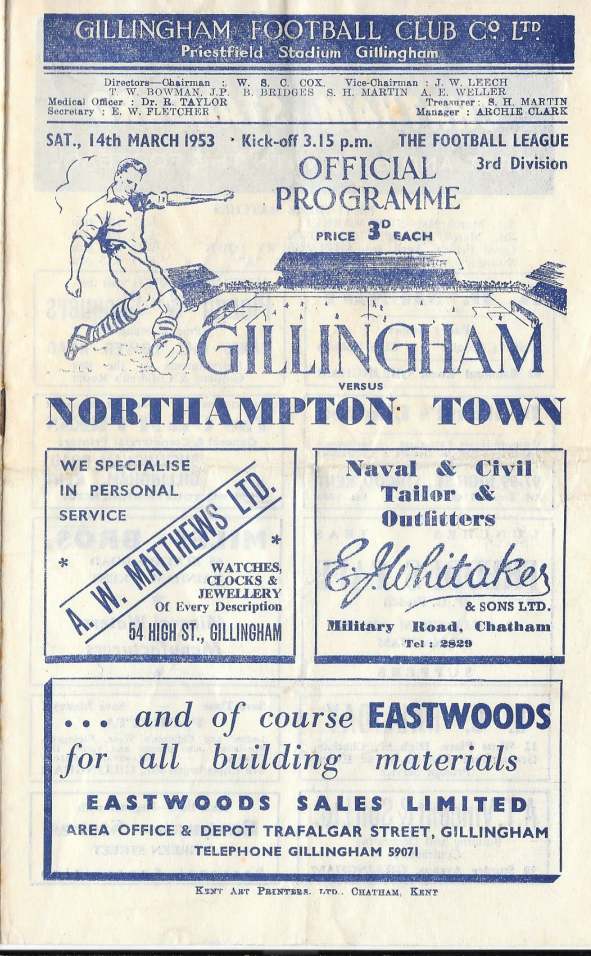 GILLINGHAM FOOTBALL CLUB CO. LTD.
Priestfield Stadium Gillingham
Directors—Chairman : W. S. C. COX. Vice-Chairman : J. W. LEECH
T. W. BOWMAN, J.P. B. BRIDGES S. H. MARTIN A. E. WELLER
Medical Officer : Dr. R. TAYLOR Treasurer: S. H. MARTIN
Secretary : E. W. FLETCHER Manager : ARCHIE CLARK
SAT., 14th MARCH 1953 · Kick-off 3.15 p.m. THE FOOTBALL LEAGUE
3rd Division
OFFICIAL
PROGRAMME
PRICE 3D EACH
GILLINGHAM
VERSUS
NORTHAMPTON TOWN
WE SPECIALISE
IN PERSONAL
SERVICE
* A. W. MATTHEWS LTD. *
WATCHES,
CLOCKS &
JEWELLERY
Of Every Description
54 HIGH ST., GILLINGHAM
Naval & Civil
Tailor &
Outfitters
E. J. Whitaker
& SONS LTD.
Military Road, Chatham
Tel : 2829
... and of course EASTWOODS
for all building materials
EASTWOODS SALES LIMITED
AREA OFFICE & DEPOT TRAFALGAR STREET, GILLINGHAM
TELEPHONE GILLINGHAM 59071
KENT ART PRINTERS, LTD., CHATHAM, KENT